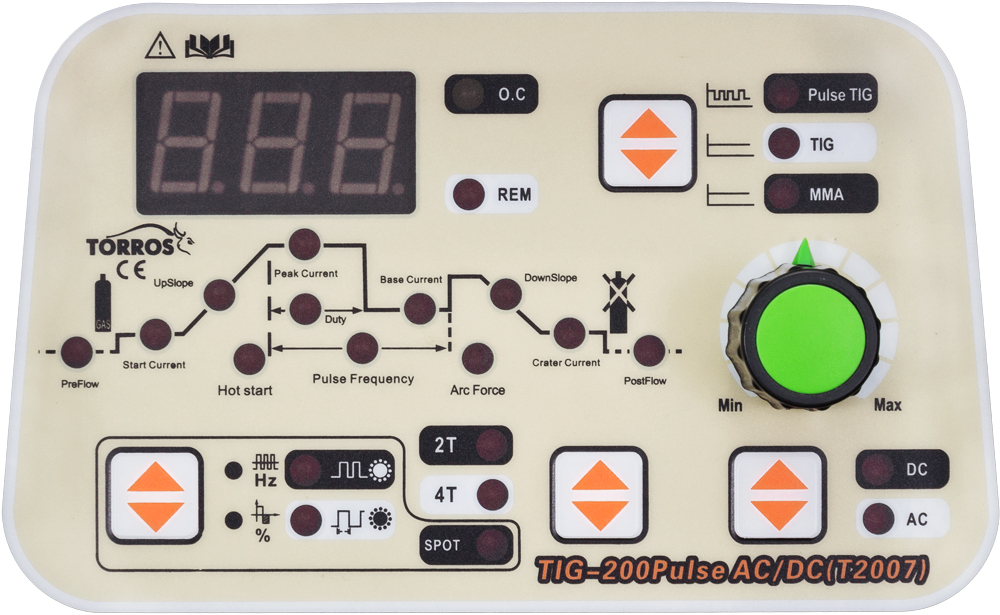 O.C
Pulse TIG
TIG
REM
MMA
TORROS
CE
Peak Current
Base Current
DownSlope
UpSlope
GAS
Duty
Start Current
Crater Current
PreFlow
Hot start
Pulse Frequency
Arc Force
PostFlow
Min
Max
2T
Hz
DC
4T
AC
%
SPOT
TIG-200Pulse AC/DC(T2007)